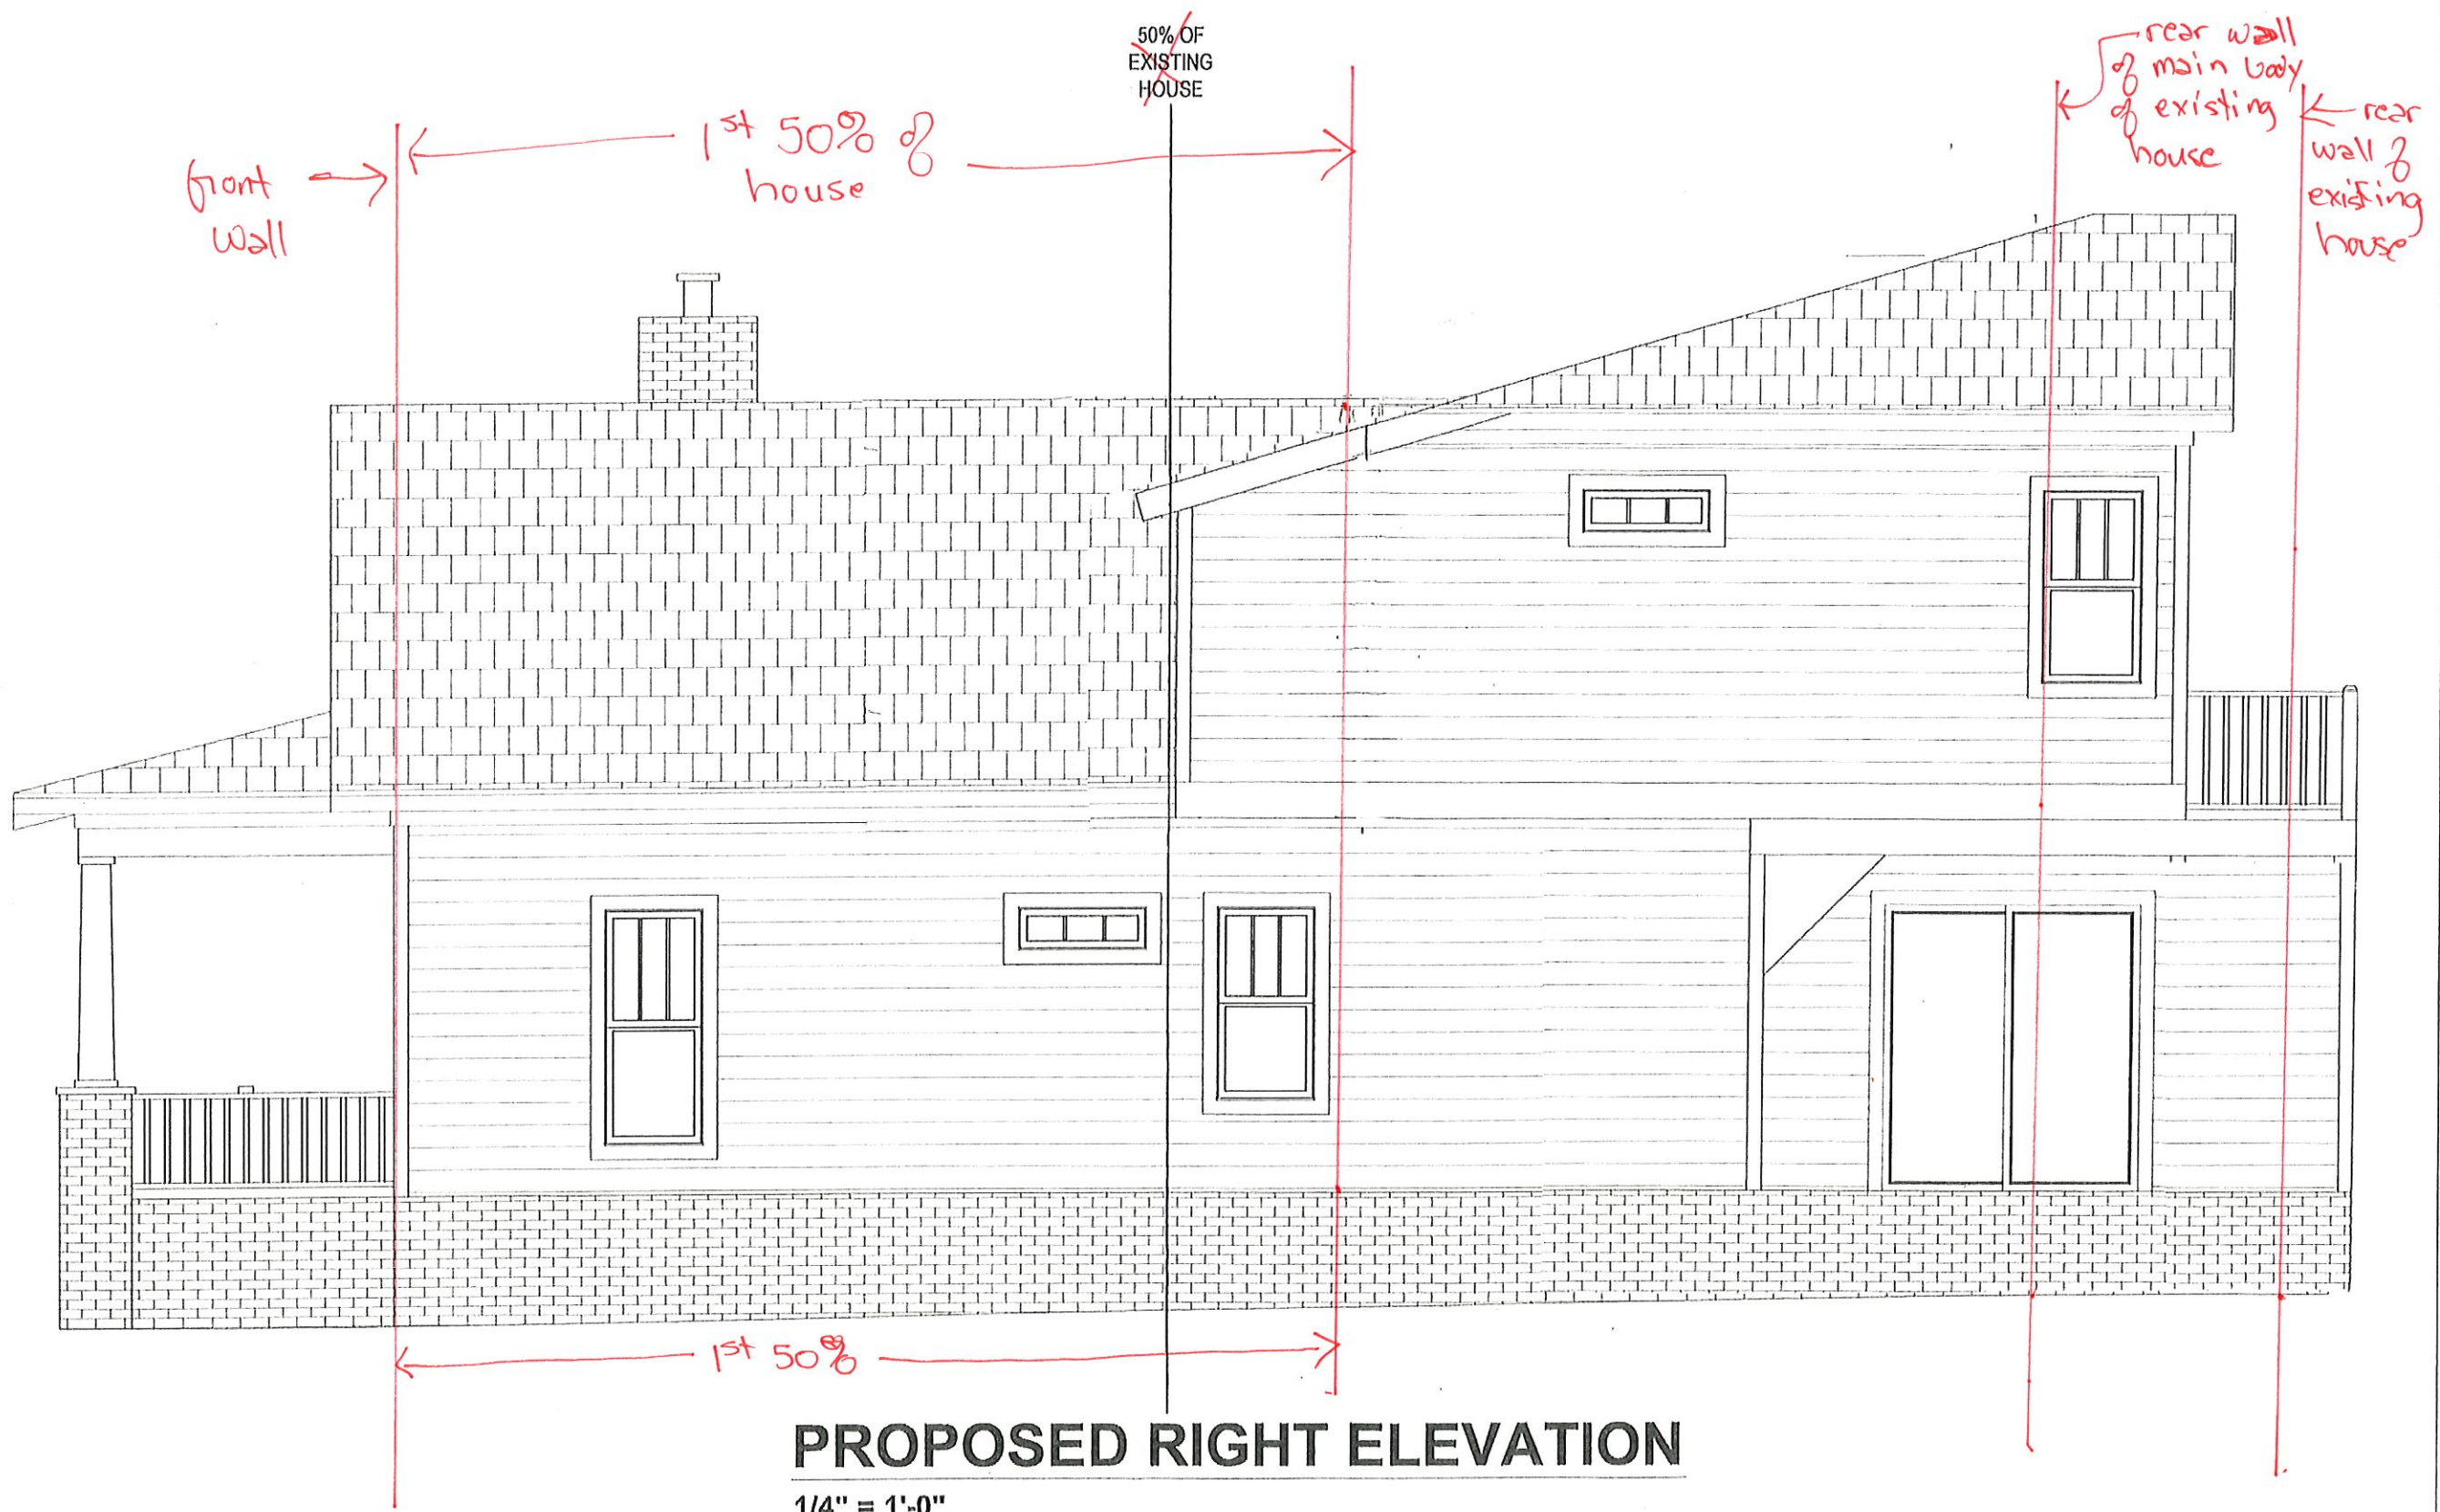 50% OF
EXISTING
HOUSE
rear wall
of main body
of existing
house
rear
wall of
existing
house
1st 50% of
house
front
wall
1st 50%
PROPOSED RIGHT ELEVATION
1/4" = 1'-0"